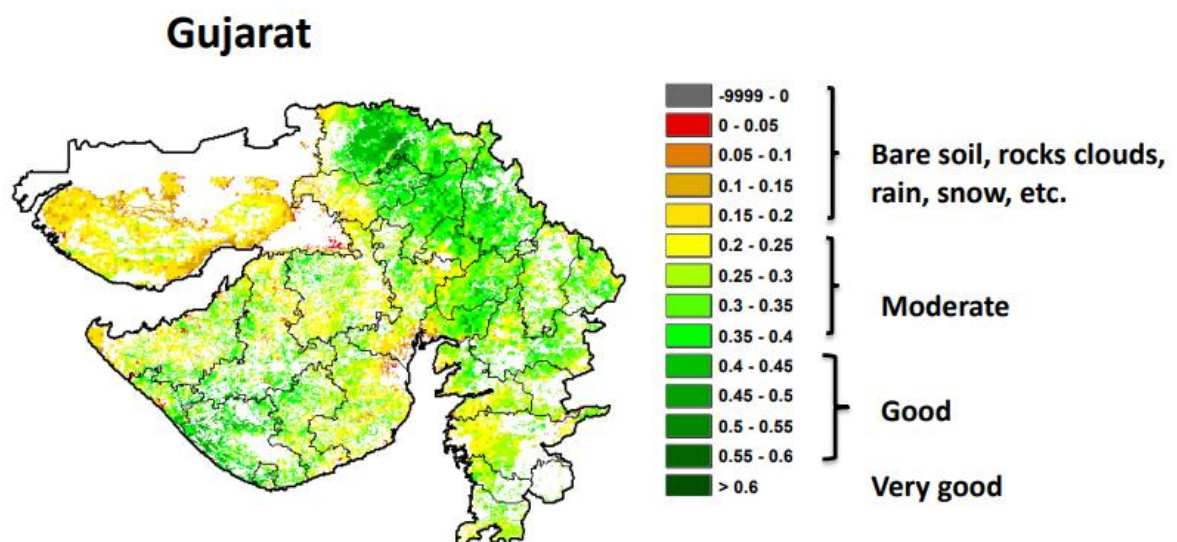 Gujarat
-9999 - 0
0 - 0.05
0.05 - 0.1
0.1 - 0.15
0.15 - 0.2
0.2 - 0.25
0.25 - 0.3
0.3 - 0.35
0.35 - 0.4
0.4 - 0.45
0.45 - 0.5
0.5 - 0.55
0.55 - 0.6
> 0.6
Bare soil, rocks clouds,
rain, snow, etc.
Moderate
Good
Very good